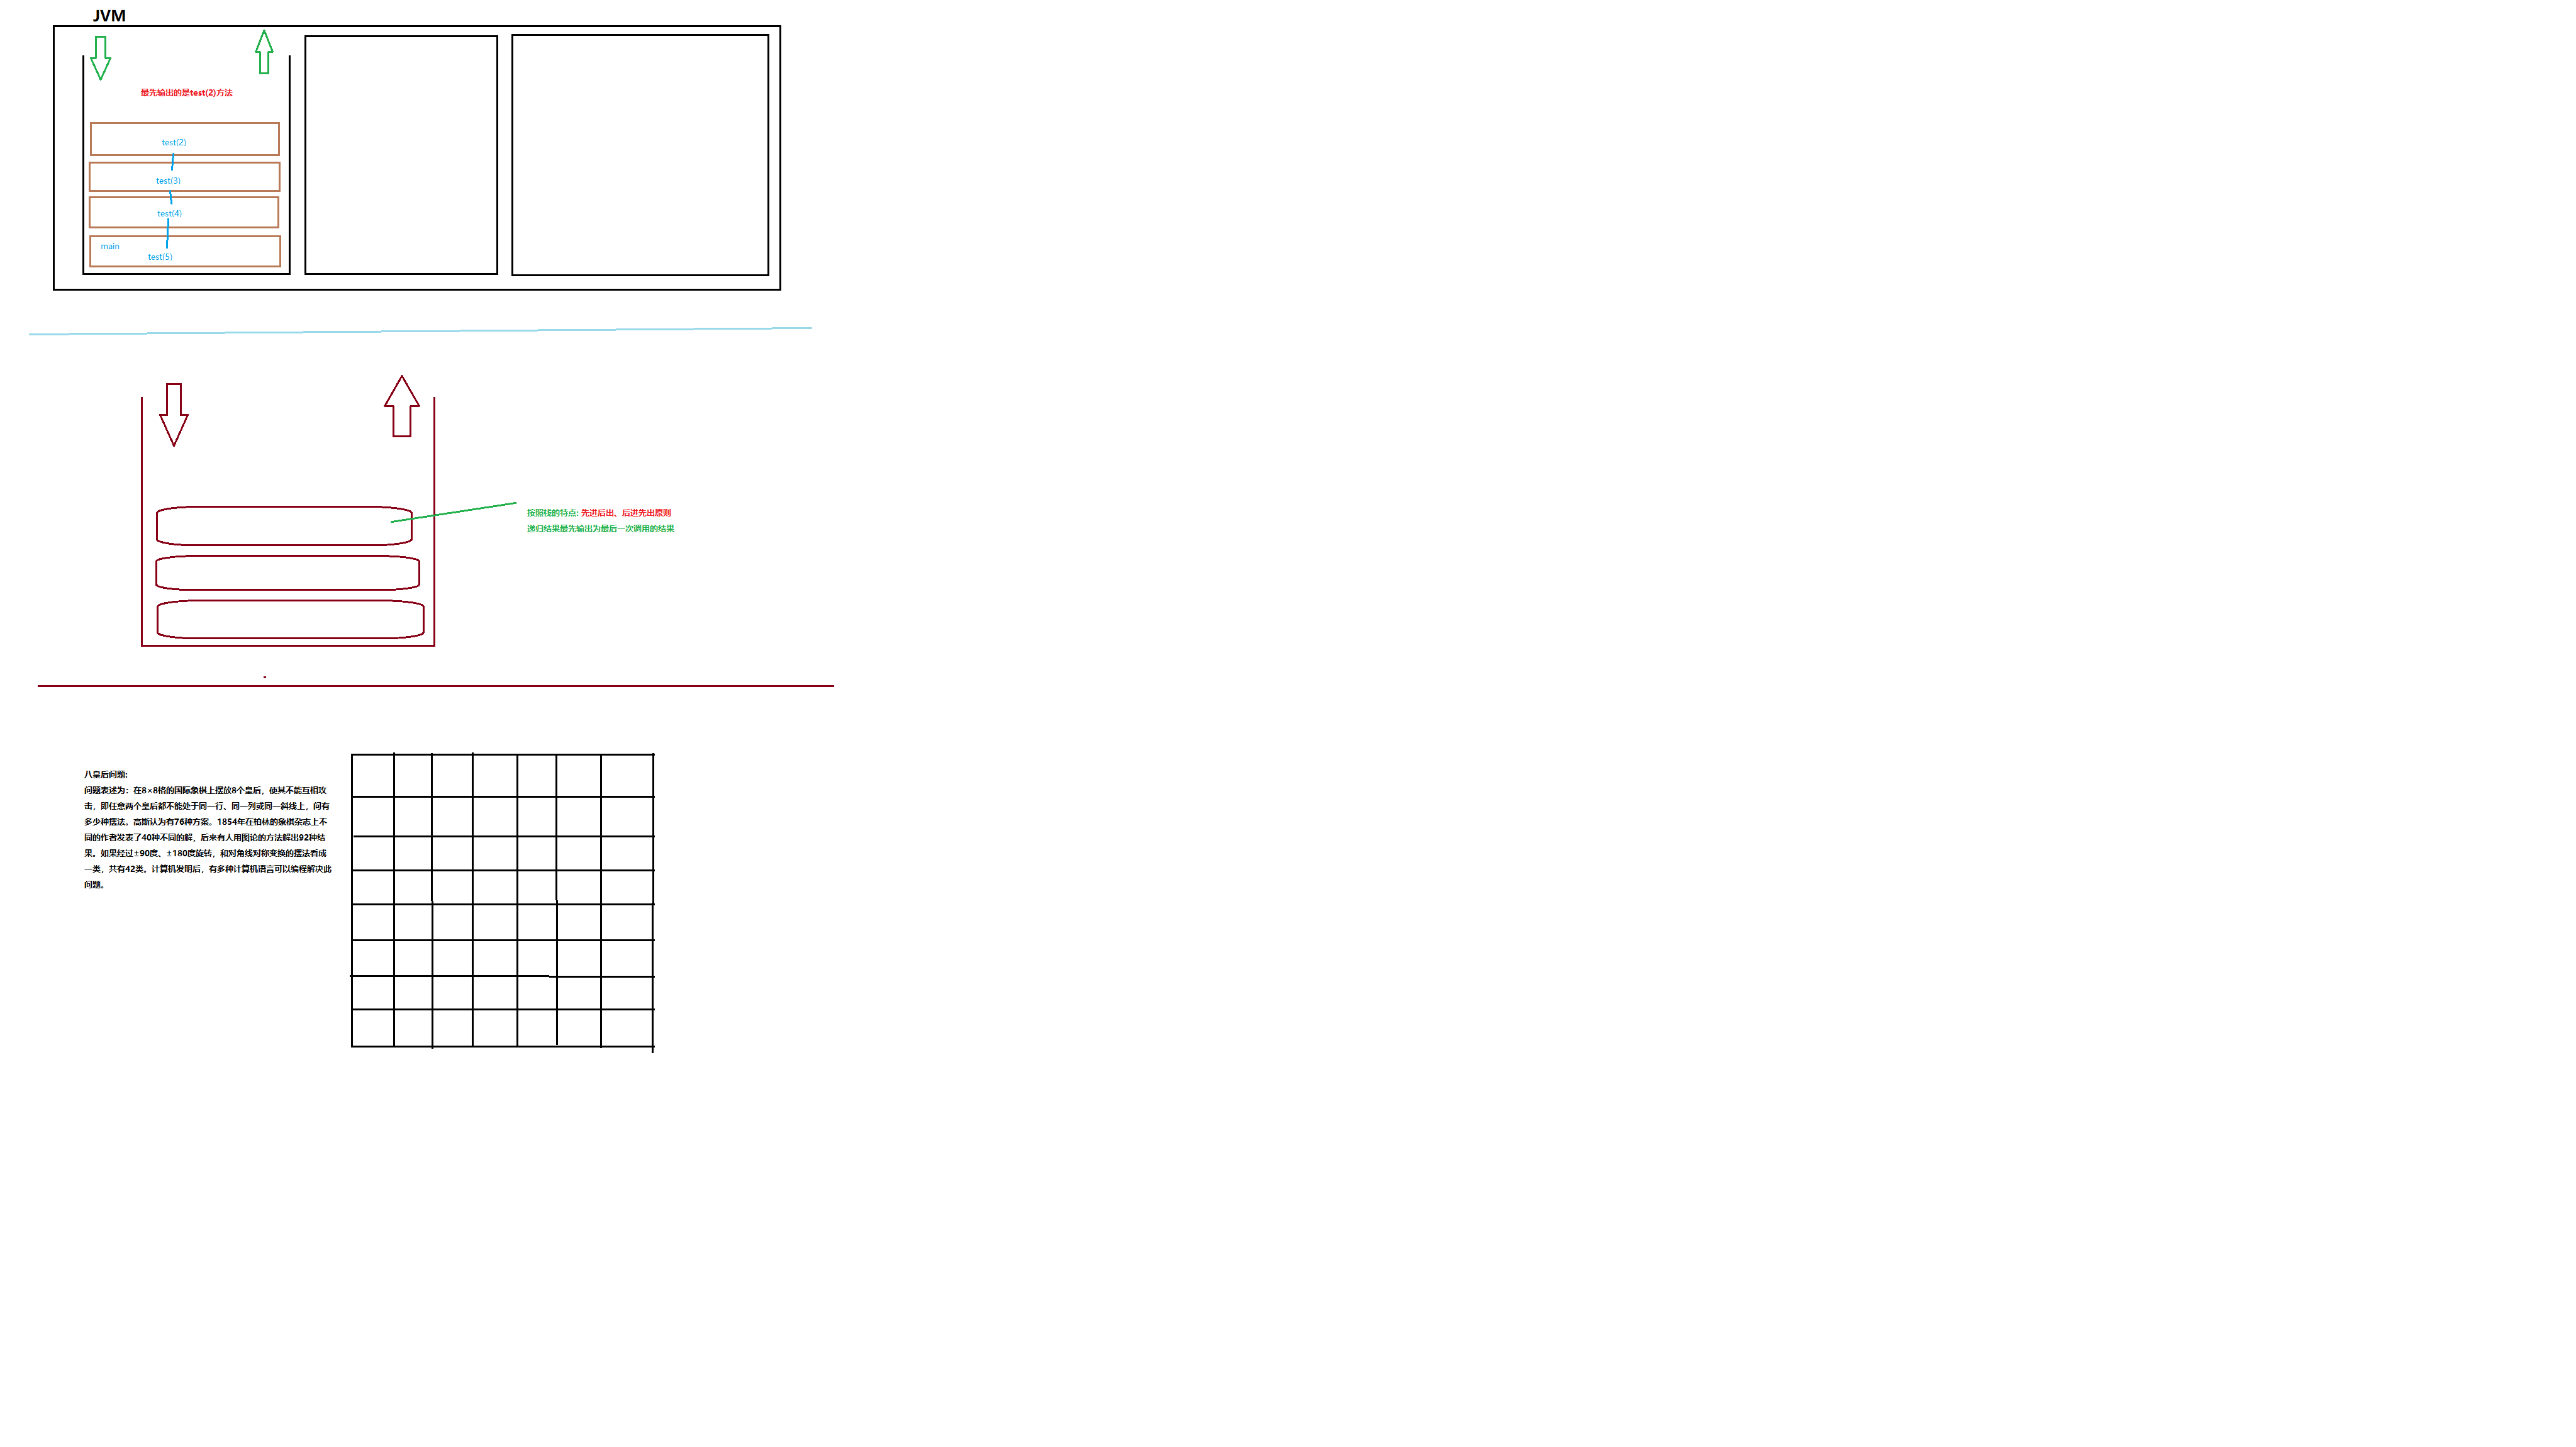 JVM
最先输出的是test(2)方法
test(2)
test(3)
test(4)
main
test(5)
按照栈的特点: 先进后出、后进先出原则
递归结果最先输出为最后一次调用的结果
八皇后问题:
问题表述为：在8×8格的国际象棋上摆放8个皇后，使其不能互相攻
击，即任意两个皇后都不能处于同一行、同一列或同一斜线上，问有
多少种摆法。高斯认为有76种方案。1854年在柏林的象棋杂志上不
同的作者发表了40种不同的解，后来有人用图论的方法解出92种结
果。如果经过±90度、±180度旋转，和对角线对称变换的摆法看成
一类，共有42类。计算机发明后，有多种计算机语言可以编程解决此
问题。